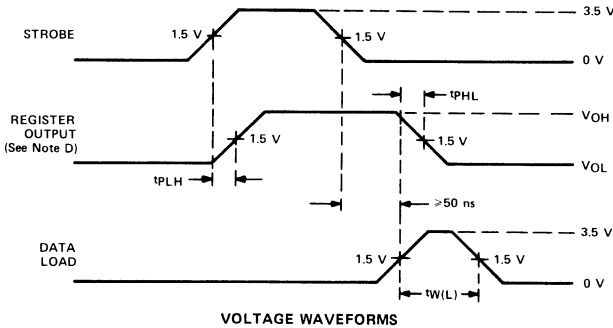 3.5 V
STROBE
1.5 V
1.5 V
0 V
tPHL
VOH
REGISTER
OUTPUT
(See Note D)
1.5 V
1.5 V
VOL
tPLH
≥50 ns
3.5 V
DATA
LOAD
1.5 V
1.5 V
0 V
tW(L)
VOLTAGE WAVEFORMS